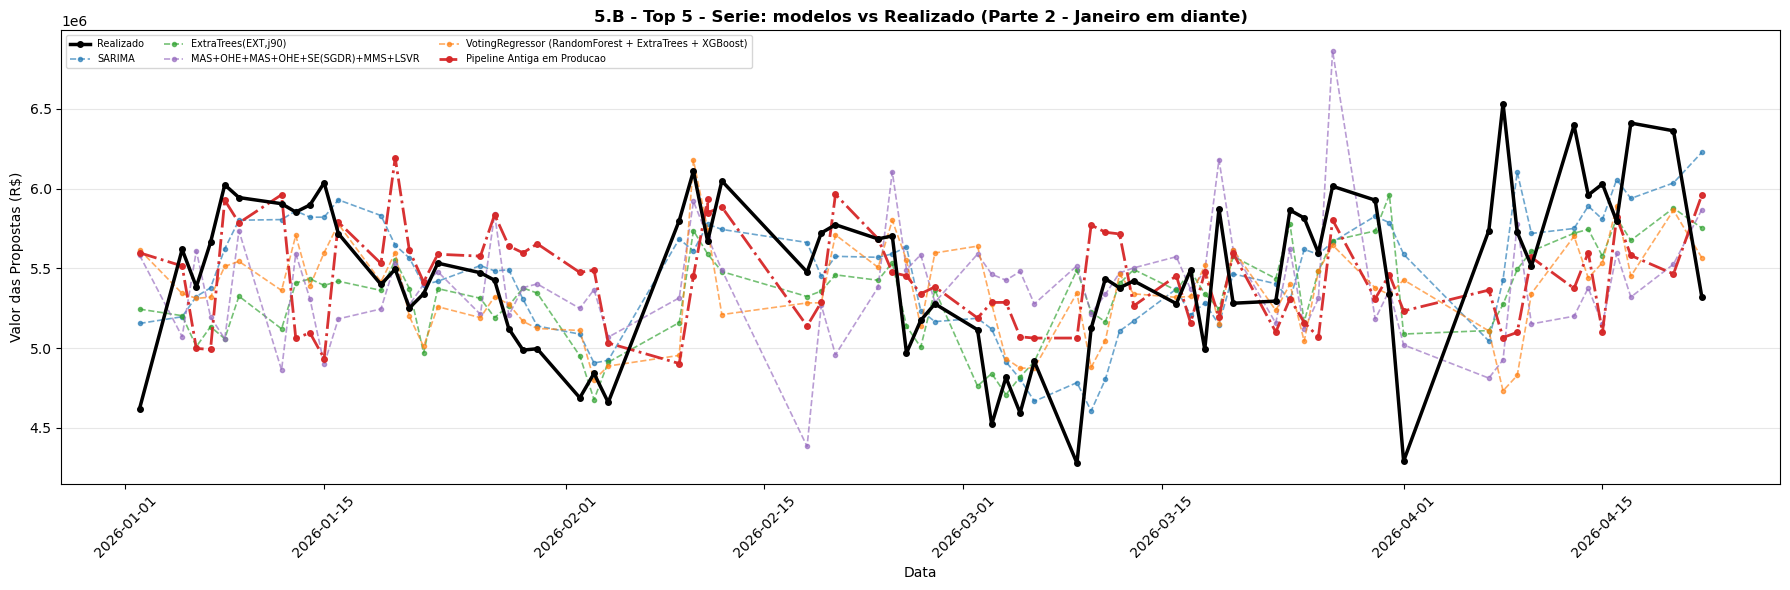 5.B - Top 5 - Serie: modelos vs Realizado (Parte 2 - Janeiro em diante)
1e6
Realizado
SARIMA
ExtraTrees(EXT,j90)
MAS+OHE+MAS+OHE+SE(SGDR)+MMS+LSVR
VotingRegressor (RandomForest + ExtraTrees + XGBoost)
Pipeline Antiga em Producao
Valor das Propostas (R$)
6.5
6.0
5.5
5.0
4.5
2026-01-01
2026-01-15
2026-02-01
2026-02-15
2026-03-01
2026-03-15
2026-04-01
2026-04-15
Data